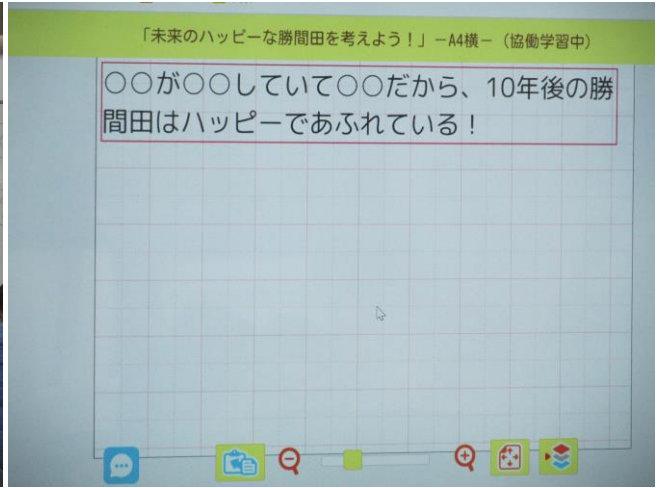 「未来のハッピーな勝間田を考えよう！」－A4横－（協働学習中）
○○が○○していて○○だから、10年後の勝
間田はハッピーであふれている！